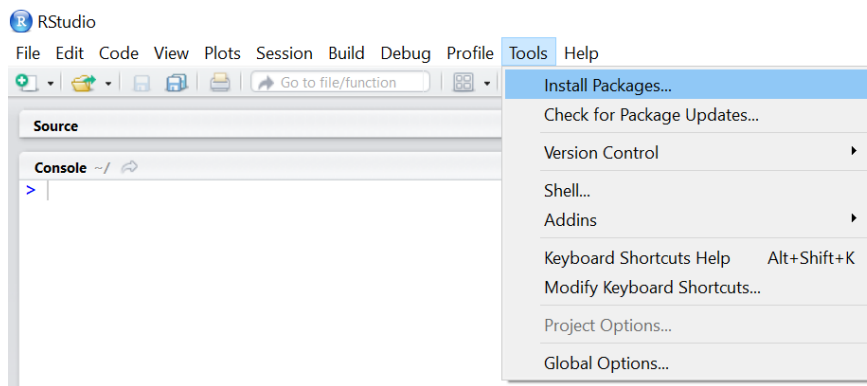 RStudio
File Edit Code View Plots Session Build Debug Profile Tools Help
Go to file/function
Install Packages...
Check for Package Updates...
Source
Version Control
Console ~/
>
Shell...
Addins
Keyboard Shortcuts Help Alt+Shift+K
Modify Keyboard Shortcuts...
Project Options...
Global Options...